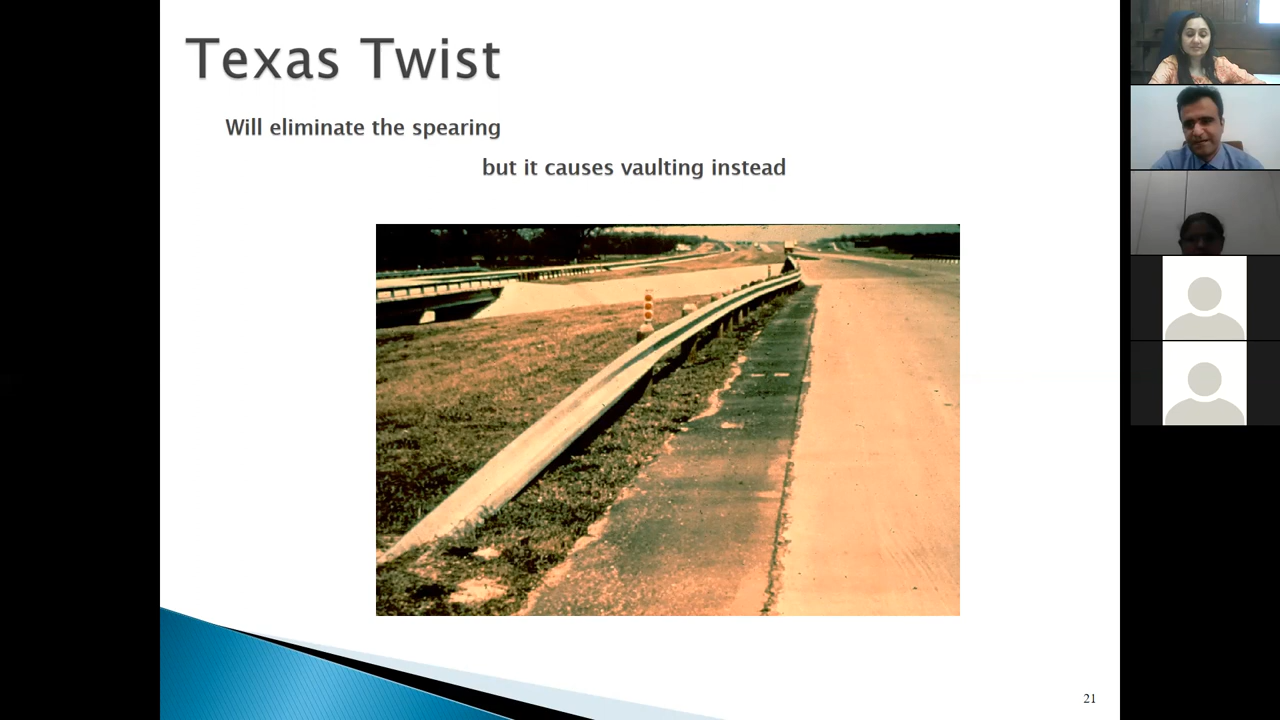 Texas Twist
Will eliminate the spearing
but it causes vaulting instead
21